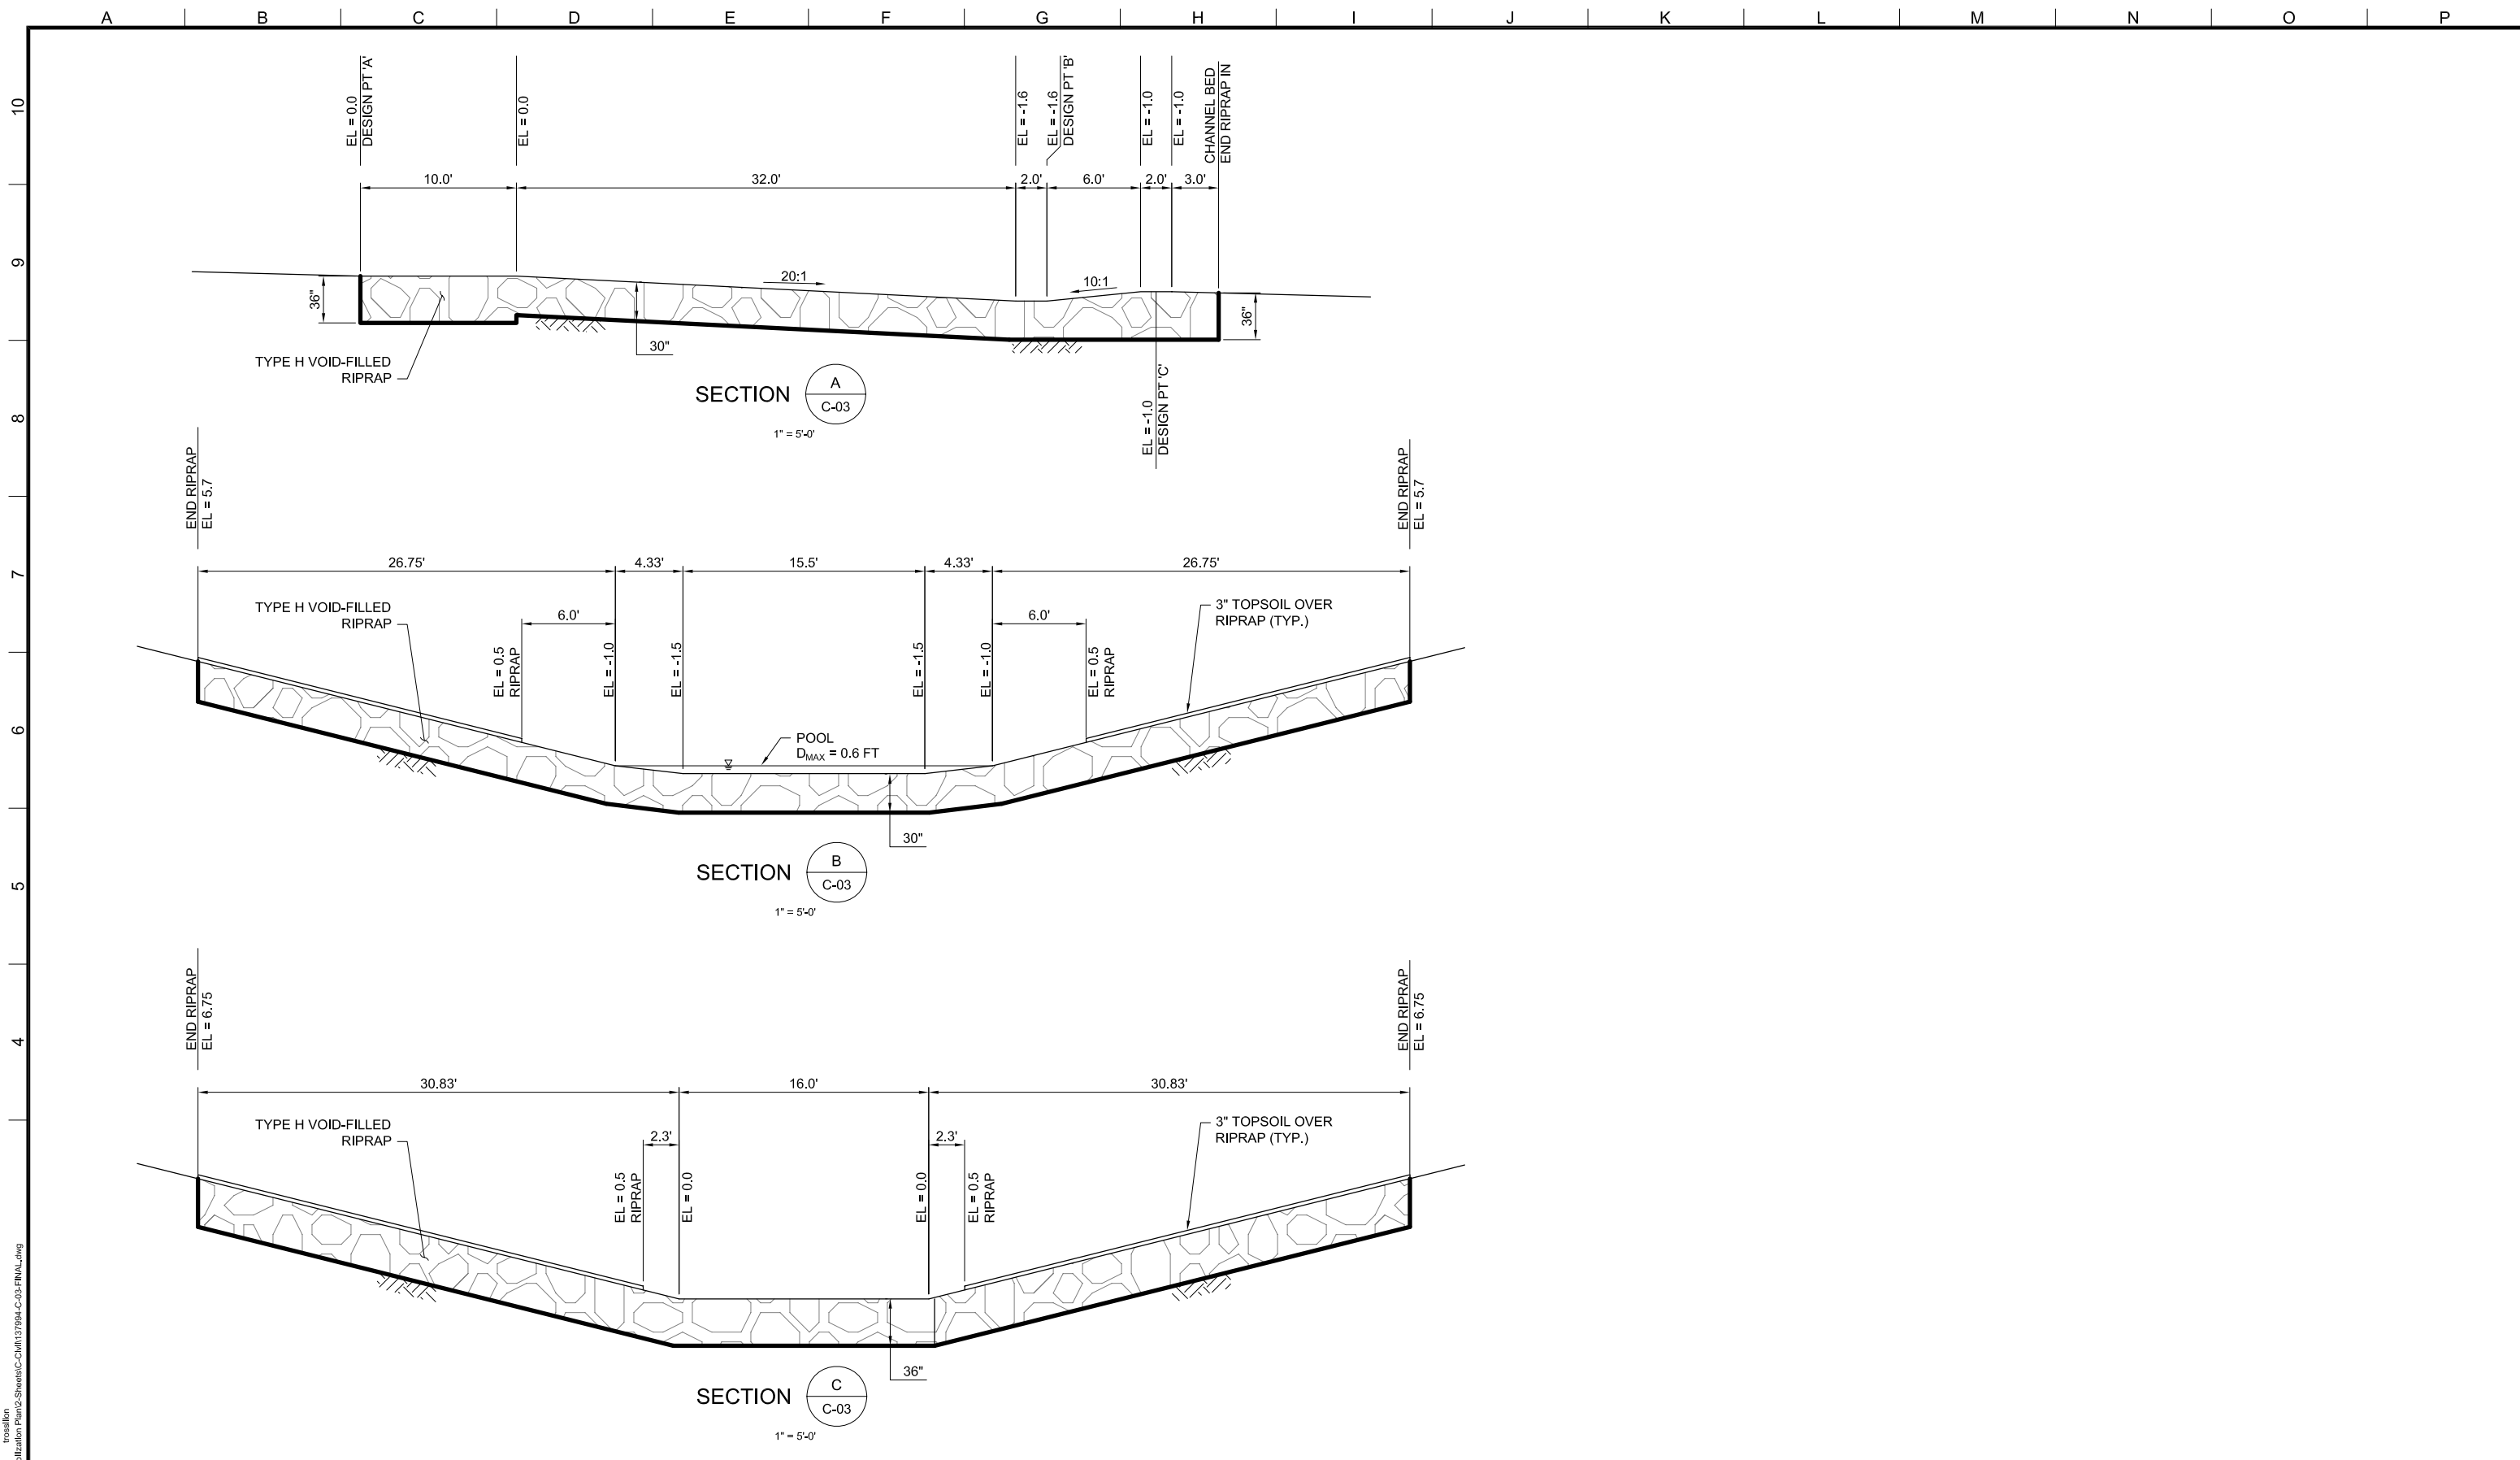 A B C D E F G H I J K L M N O P
10
9
8
7
6
5
4
EL = 0.0
DESIGN PT 'A'
EL = 0.0
EL = -1.6
EL = -1.6
DESIGN PT 'B'
EL = -1.0
EL = -1.0
CHANNEL BED
END RIPRAP IN
10.0' 32.0' 2.0' 6.0' 2.0' 3.0'
36"
20:1
10:1
36"
30"
TYPE H VOID-FILLED
RIPRAP
EL = -1.0
DESIGN PT 'C'
SECTION A
C-03
1" = 5'-0'
END RIPRAP
EL = 5.7
END RIPRAP
EL = 5.7
26.75' 4.33' 15.5' 4.33' 26.75'
TYPE H VOID-FILLED
RIPRAP
6.0' 6.0'
3" TOPSOIL OVER
RIPRAP (TYP.)
EL = 0.5
RIPRAP
EL = -1.0
EL = -1.5
EL = -1.5
EL = -1.0
EL = 0.5
RIPRAP
POOL
DMAX = 0.6 FT
30"
SECTION B
C-03
1" = 5'-0'
END RIPRAP
EL = 6.75
END RIPRAP
EL = 6.75
30.83' 16.0' 30.83'
TYPE H VOID-FILLED
RIPRAP
2.3' 2.3'
3" TOPSOIL OVER
RIPRAP (TYP.)
EL = 0.5
RIPRAP
EL = 0.0
EL = 0.0
EL = 0.5
RIPRAP
36"
SECTION C
C-03
1" = 5'-0'
trossillon
Plan\2-Sheets\C-Civil\137994-C-03-FINAL.dwg